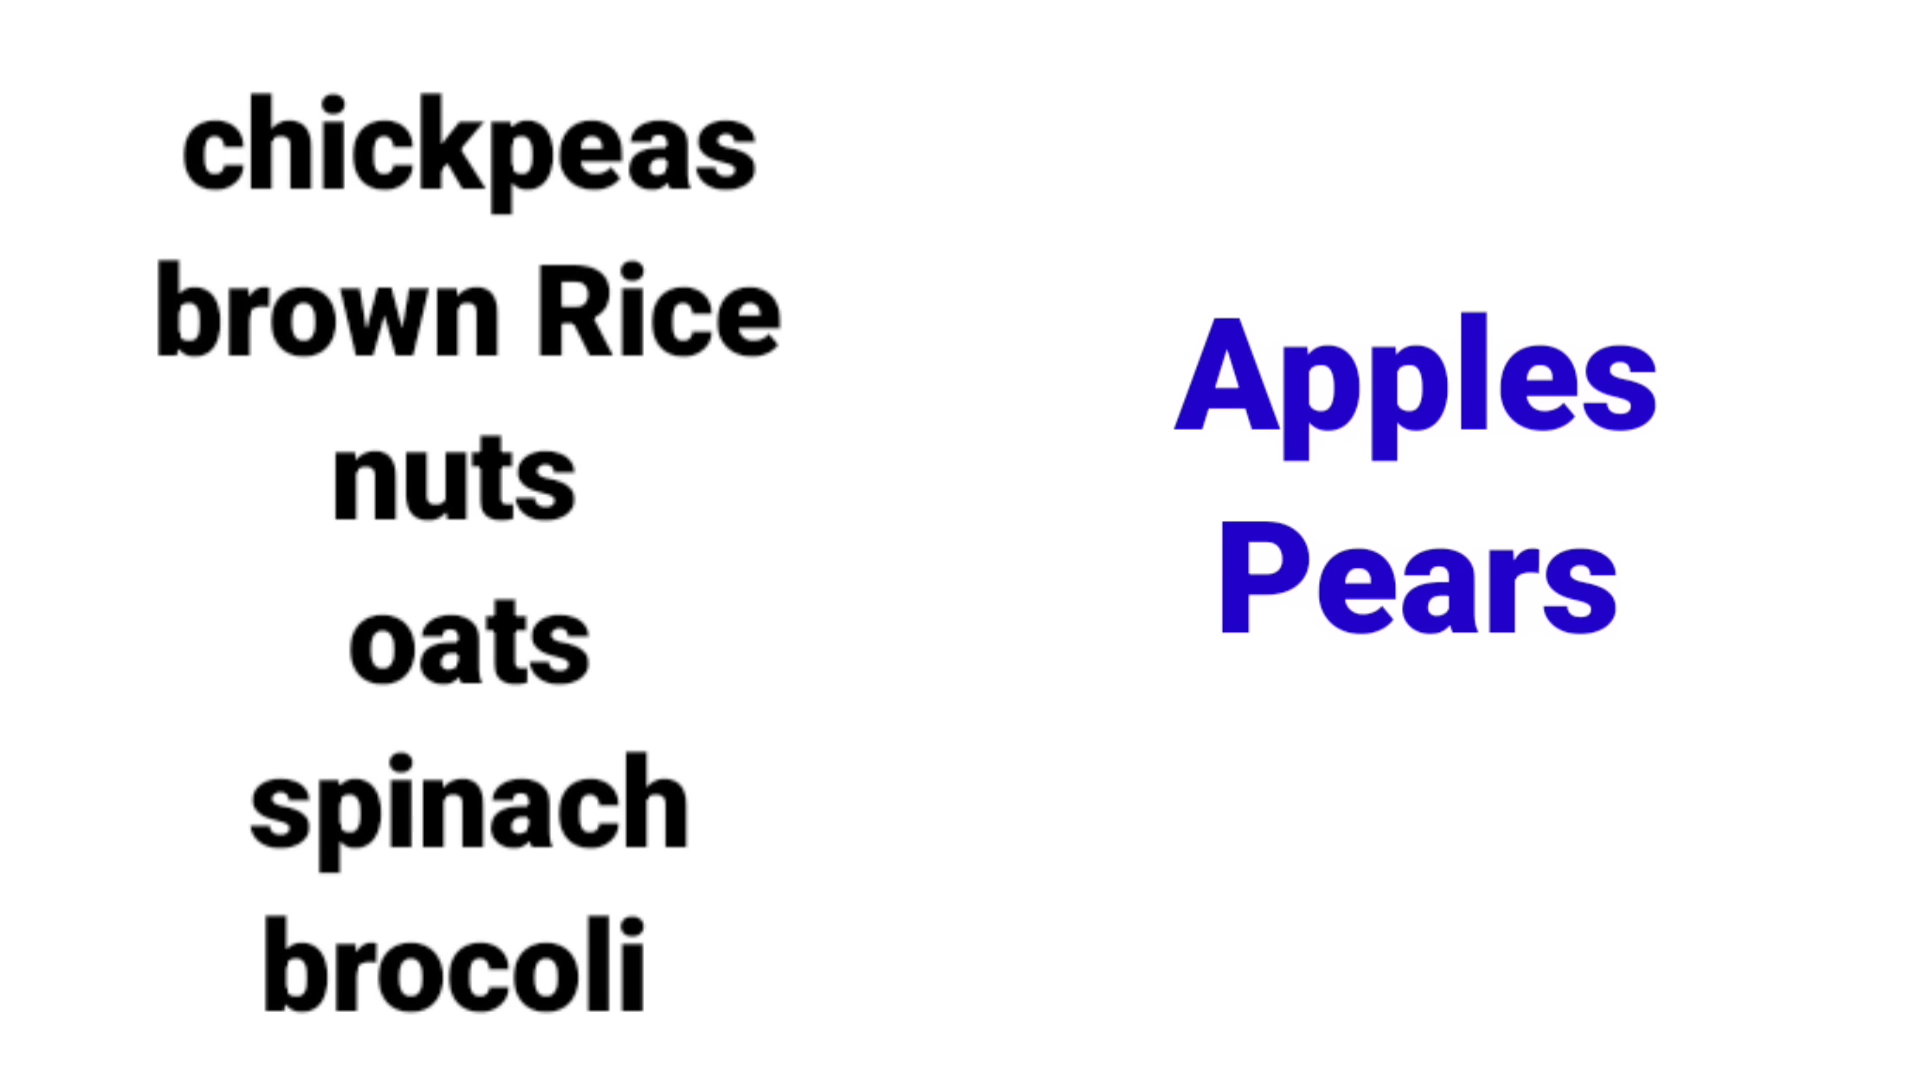 chickpeas
brown Rice
nuts
oats
spinach
brocoli
Apples
Pears